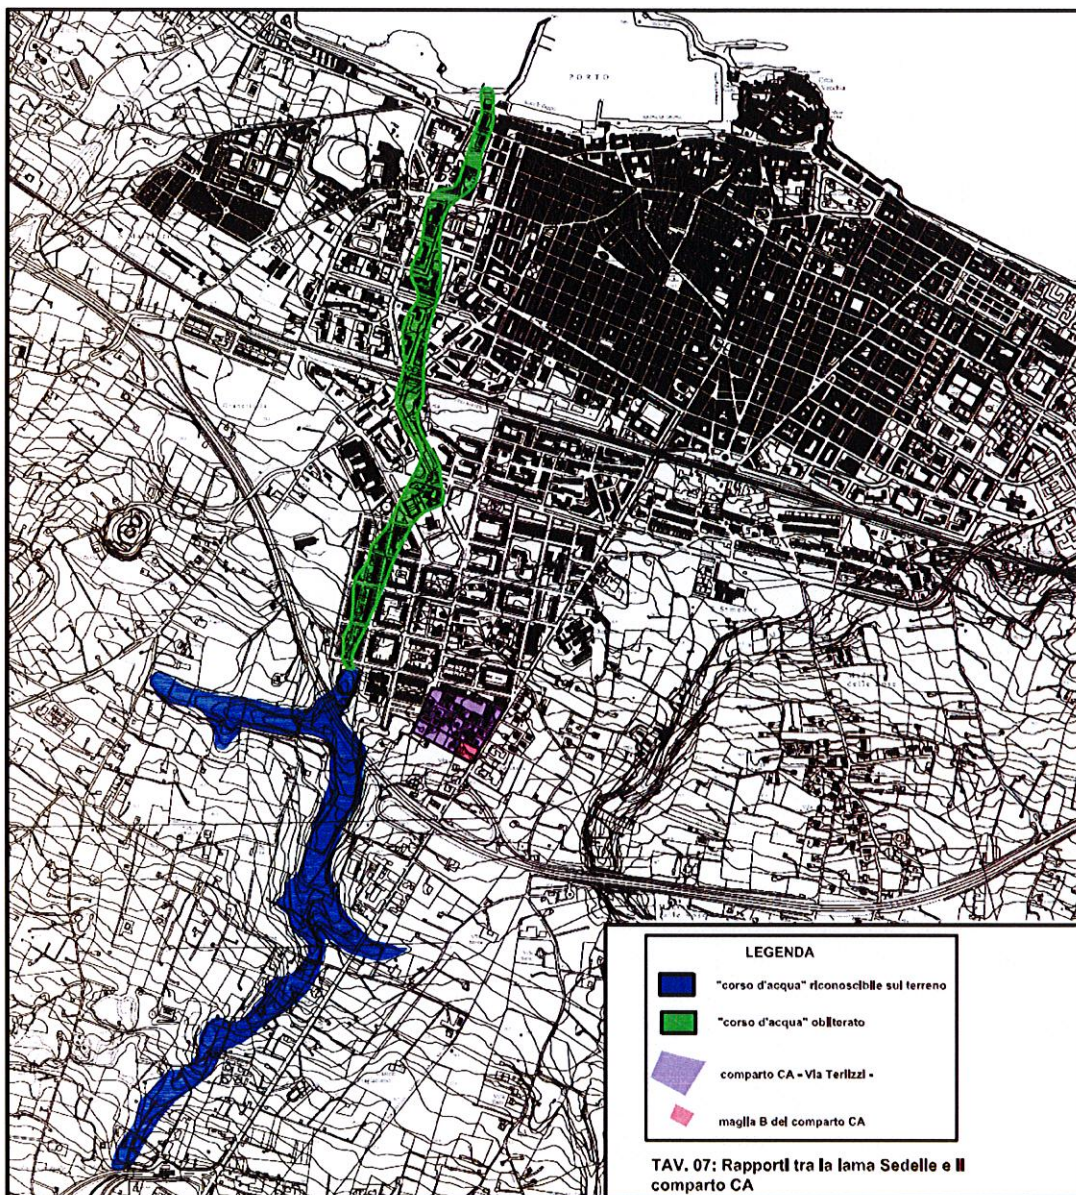 PORTO
LEGENDA
"corso d'acqua" riconoscibile sul terreno
"corso d'acqua" obliterato
comparto CA - Via Terlizzi -
maglia B del comparto CA
TAV. 07: Rapporti tra la lama Sedelle e il
comparto CA